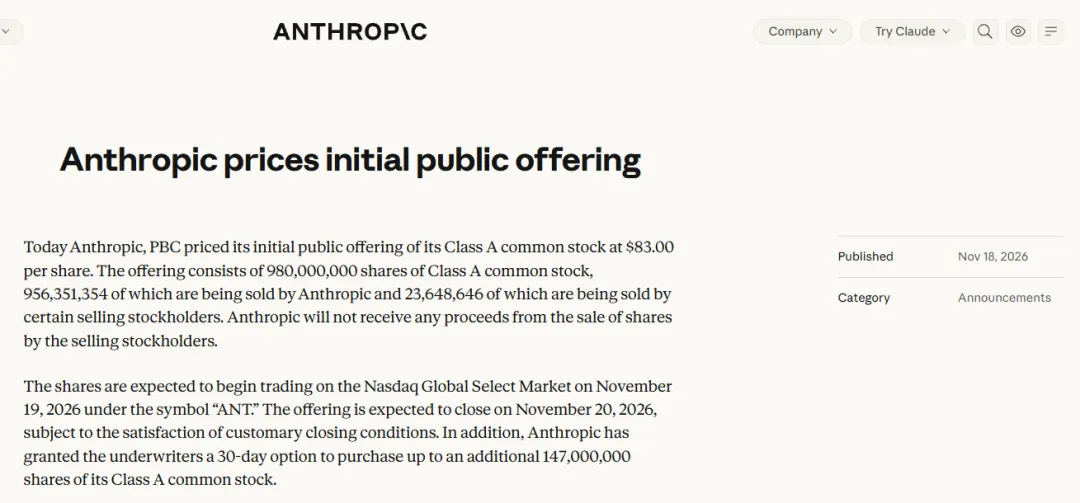 ANTHROP\C
Company
Try Claude
Anthropic prices initial public offering
Today Anthropic, PBC priced its initial public offering of its Class A common stock at $83.00
per share. The offering consists of 980,000,000 shares of Class A common stock,
956,351,354 of which are being sold by Anthropic and 23,648,646 of which are being sold by
certain selling stockholders. Anthropic will not receive any proceeds from the sale of shares
by the selling stockholders.
The shares are expected to begin trading on the Nasdaq Global Select Market on November
19, 2026 under the symbol “ANT.” The offering is expected to close on November 20, 2026,
subject to the satisfaction of customary closing conditions. In addition, Anthropic has
granted the underwriters a 30-day option to purchase up to an additional 147,000,000
shares of its Class A common stock.
Published Nov 18, 2026
Category Announcements